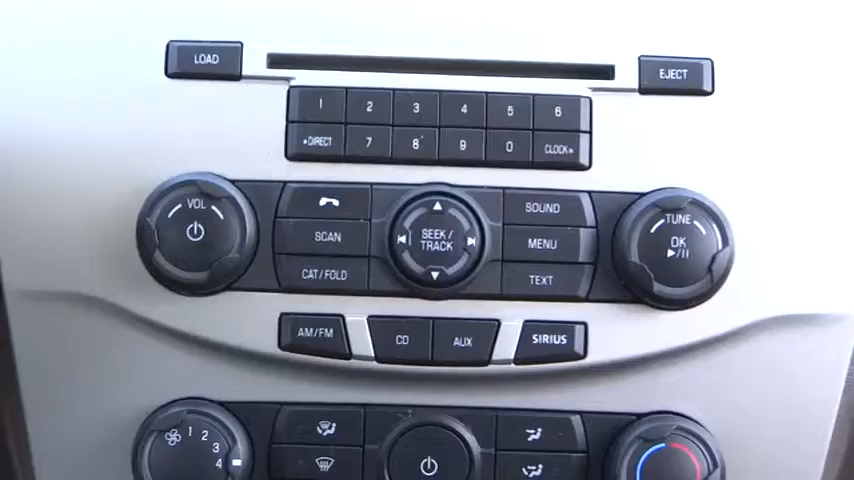 LOAD
EJECT
1 2 3 4 5 6
*DIRECT 7 8 9 0 CLOCK*
VOL
SCAN
CAT/FOLD
SEEK/
TRACK
SOUND
MENU
TEXT
TUNE
OK
AM/FM CD AUX SIRIUS
1 2 3 4